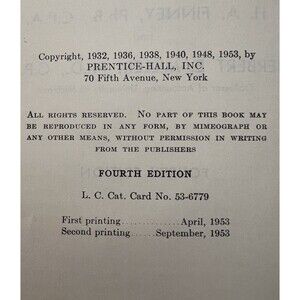 H. A. FINNEY, Ph.B., C.P.A.
Copyright, 1932, 1936, 1938, 1940, 1948, 1953, by
PRENTICE-HALL, INC.
70 Fifth Avenue, New York
ALL RIGHTS RESERVED. NO PART OF THIS BOOK MAY
BE REPRODUCED IN ANY FORM, BY MIMEOGRAPH OR
ANY OTHER MEANS, WITHOUT PERMISSION IN WRITING
FROM THE PUBLISHERS
FOURTH EDITION
L. C. Cat. Card No. 53-6779
First printing..............April, 1953
Second printing......September, 1953